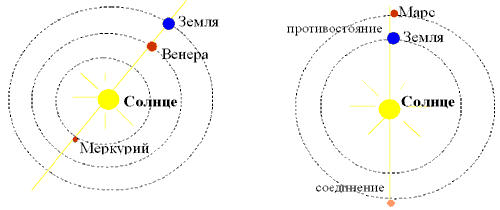 Земля
Венера
Солнце
Меркурий
Марс
противостояние
Земля
Солнце
соединение